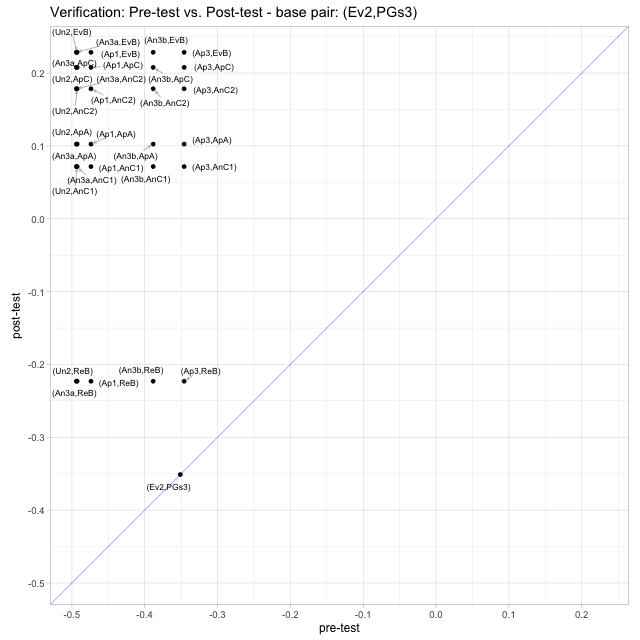 Verification: Pre-test vs. Post-test - base pair: (Ev2,PGs3)
(Un2,EvB)
(An3a,EvB)
(An3b,EvB)
(Ap1,EvB)
(Ap3,EvB)
(An3a,ApC)
(Ap1,ApC)
(Ap3,ApC)
0.2
(Un2,ApC)
(An3a,AnC2)
(An3b,ApC)
(Ap3,AnC2)
(Ap1,AnC2)
(An3b,AnC2)
(Un2,AnC2)
(Un2,ApA)
(Ap1,ApA)
(Ap3,ApA)
0.1
(An3a,ApA)
(An3b,ApA)
(Ap1,AnC1)
(Ap3,AnC1)
(An3a,AnC1)
(An3b,AnC1)
(Un2,AnC1)
0.0
-0.1
post-test
-0.2
(Un2,ReB)
(An3b,ReB)
(Ap3,ReB)
(Ap1,ReB)
(An3a,ReB)
-0.3
(Ev2,PGs3)
-0.4
-0.5
-0.5 -0.4 -0.3 -0.2 -0.1 0.0 0.1 0.2
pre-test